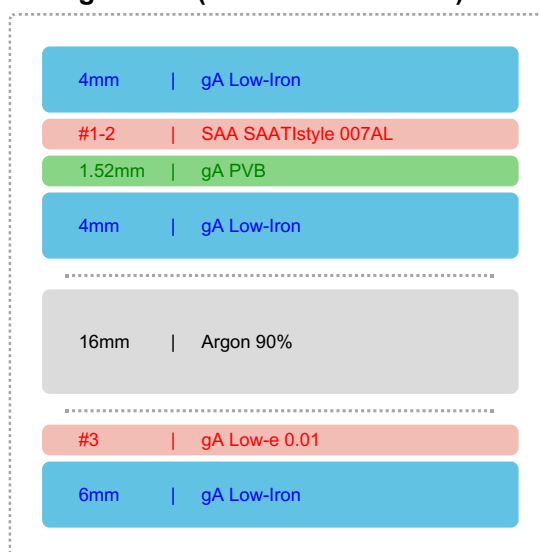 4mm | gA Low-Iron
#1-2 | SAA SAATIstyle 007AL
1.52mm | gA PVB
4mm | gA Low-Iron
16mm | Argon 90%
#3 | gA Low-e 0.01
6mm | gA Low-Iron